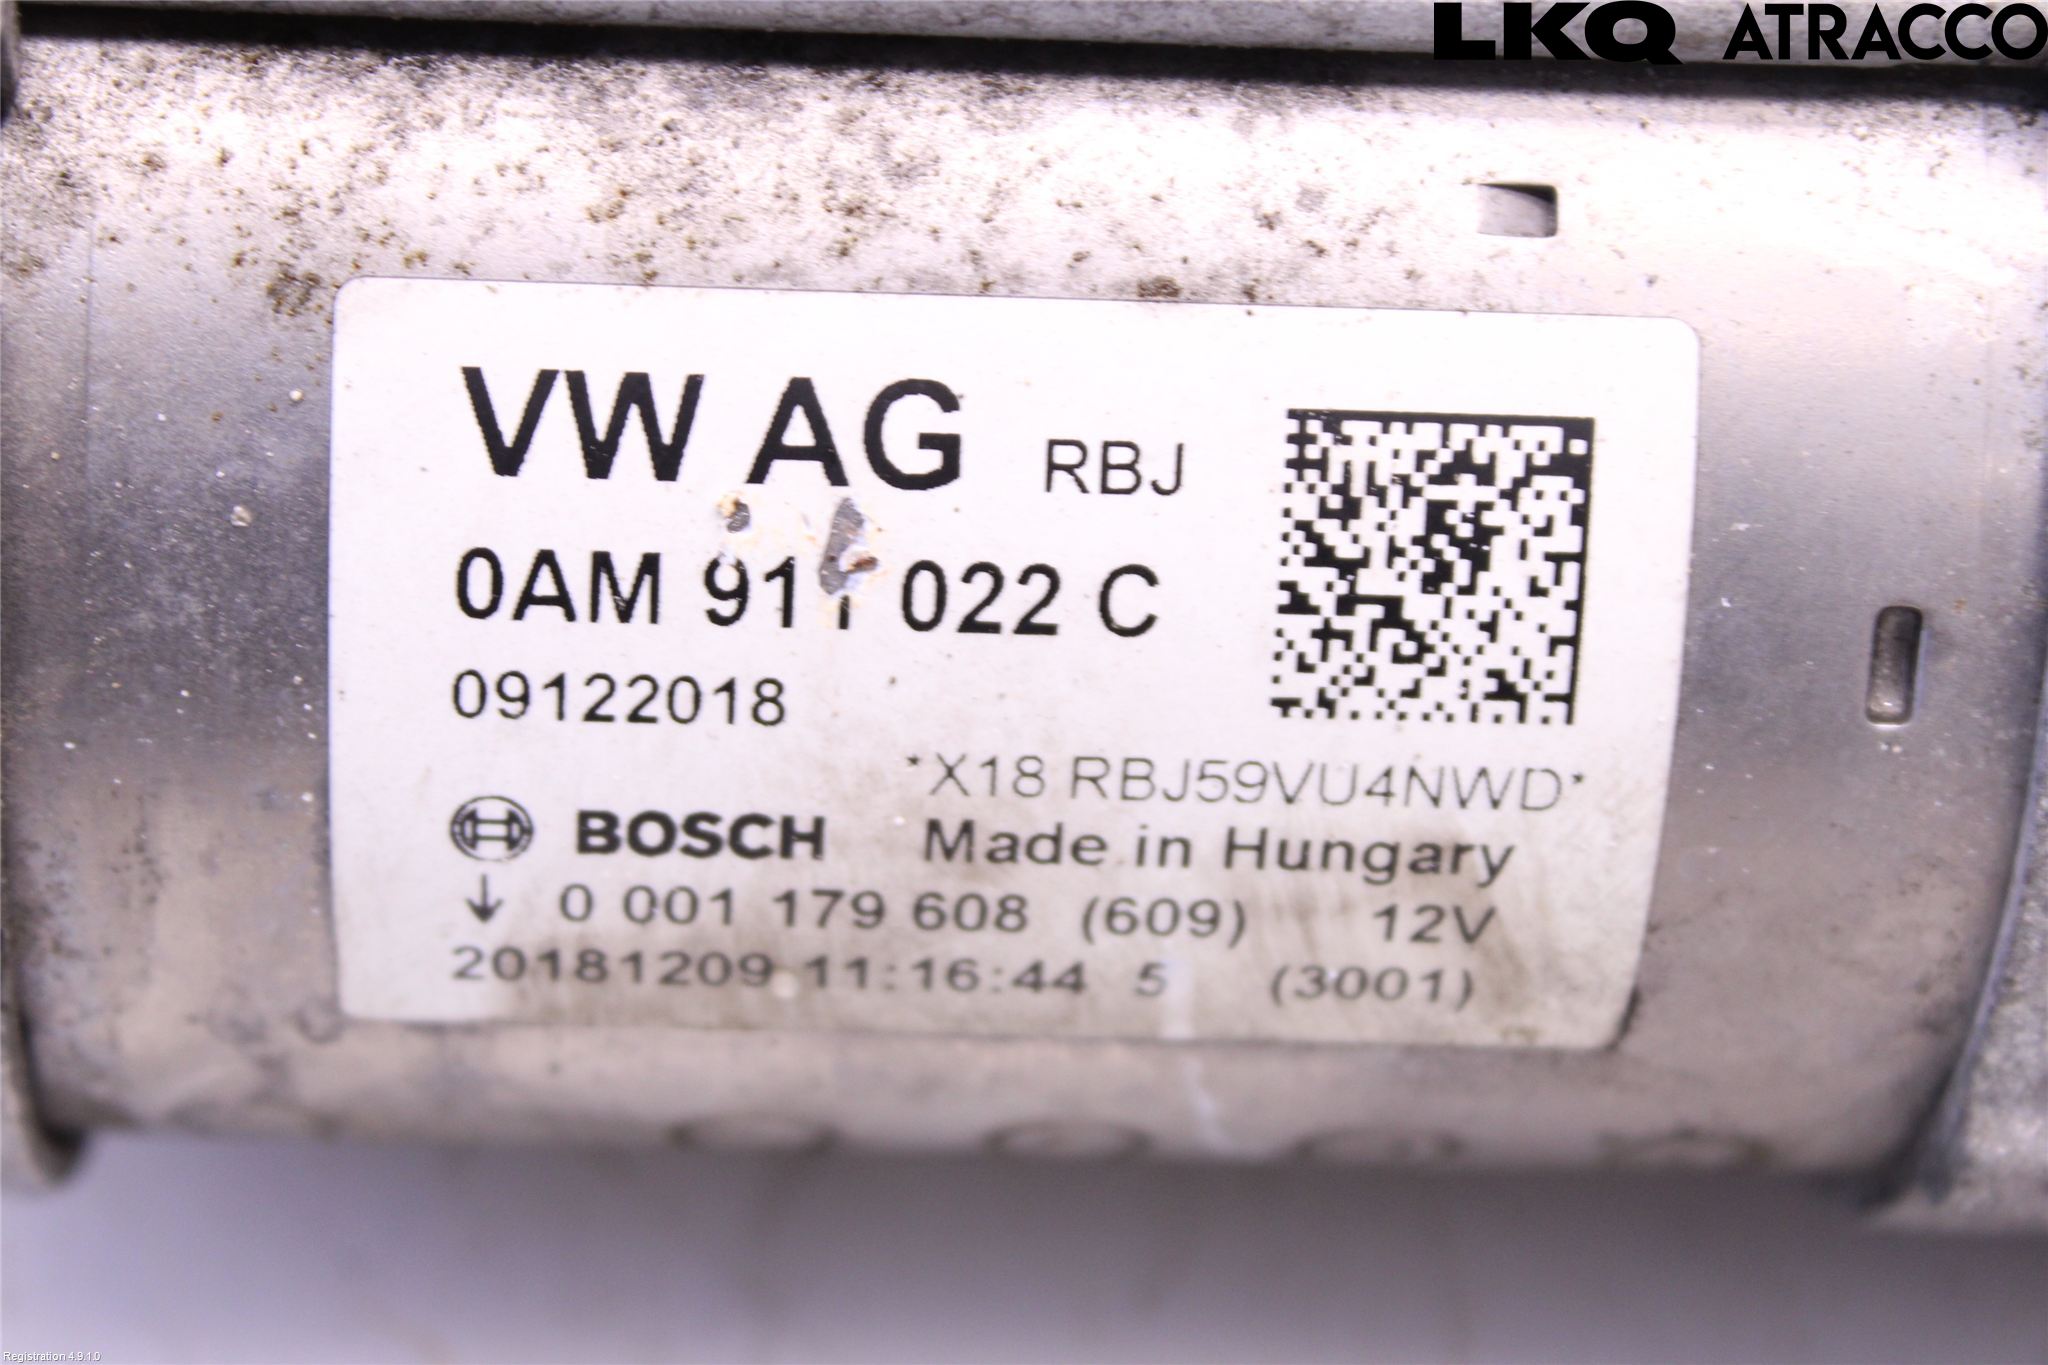 LKQ ATRACCO
VW AG RBJ
0AM 911 022 C
09122018
*X18 RBJ59VU4NWD*
BOSCH Made in Hungary
↓ 0 001 179 608 (609) 12V
20181209 11:16:44 5 (3001)
Registration 4.9.1.0